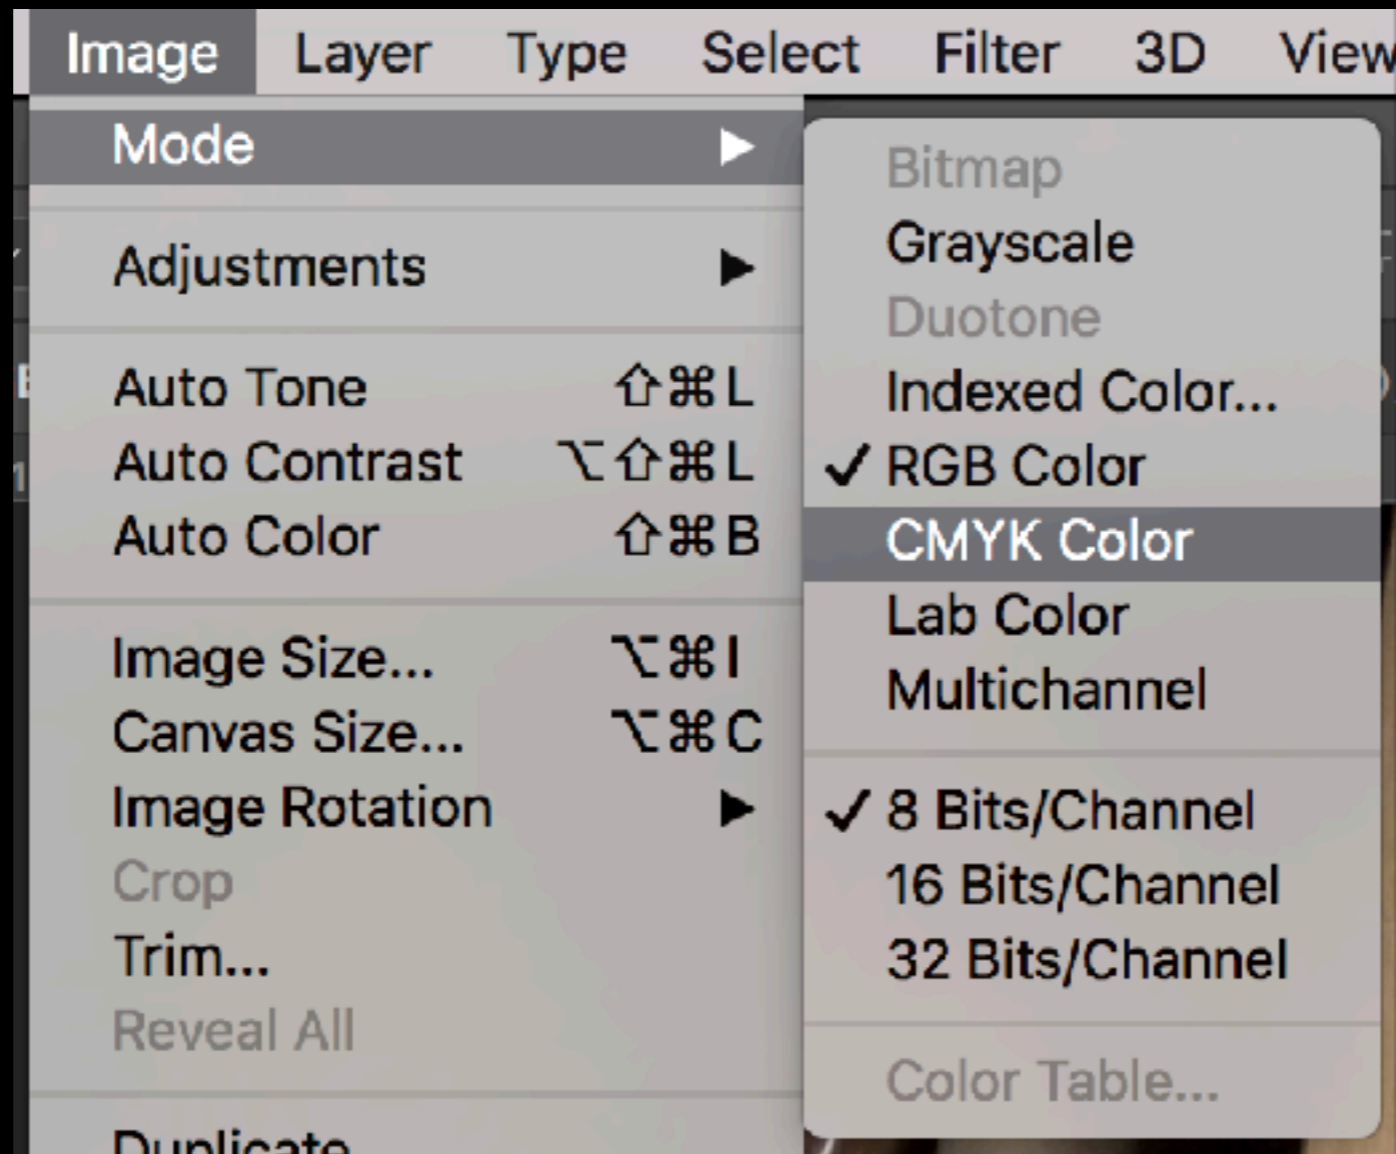 Image Layer Type Select Filter 3D View
Mode ▶
Adjustments ▶
Auto Tone ⇧⌘L
Auto Contrast ⌥⇧⌘L
Auto Color ⇧⌘B
Image Size... ⌥⌘I
Canvas Size... ⌥⌘C
Image Rotation ▶
Crop
Trim...
Reveal All
Duplicate
Bitmap
Grayscale
Duotone
Indexed Color...
✓ RGB Color
CMYK Color
Lab Color
Multichannel
✓ 8 Bits/Channel
16 Bits/Channel
32 Bits/Channel
Color Table...